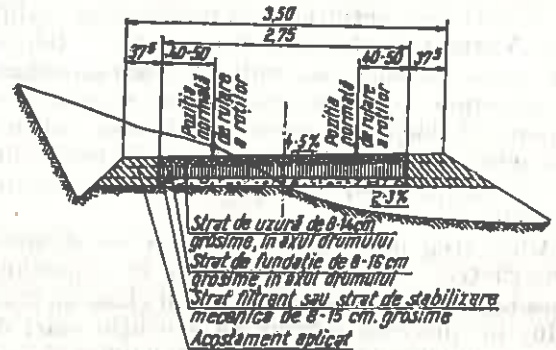 3,50
2,75
37⁵
40-50
40-50
37⁵
Poziția
normală
de rulare
a roților
Poziția
normală
de rulare
a roților
4.5%
2-3%
Strat de uzură de 8-14cm
grosime, în axul drumului
Strat de fundație de 8-16 cm
grosime, în axul drumului
Strat filtrant sau strat de stabilizare
mecanică de 8-15 cm. grosime
Acostament aplicat